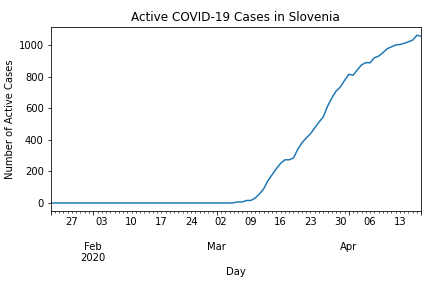 Active COVID-19 Cases in Slovenia
Number of Active Cases
1000
800
600
400
200
0
27 03 10 17 24 02 09 16 23 30 06 13
Feb Mar Apr
2020
Day